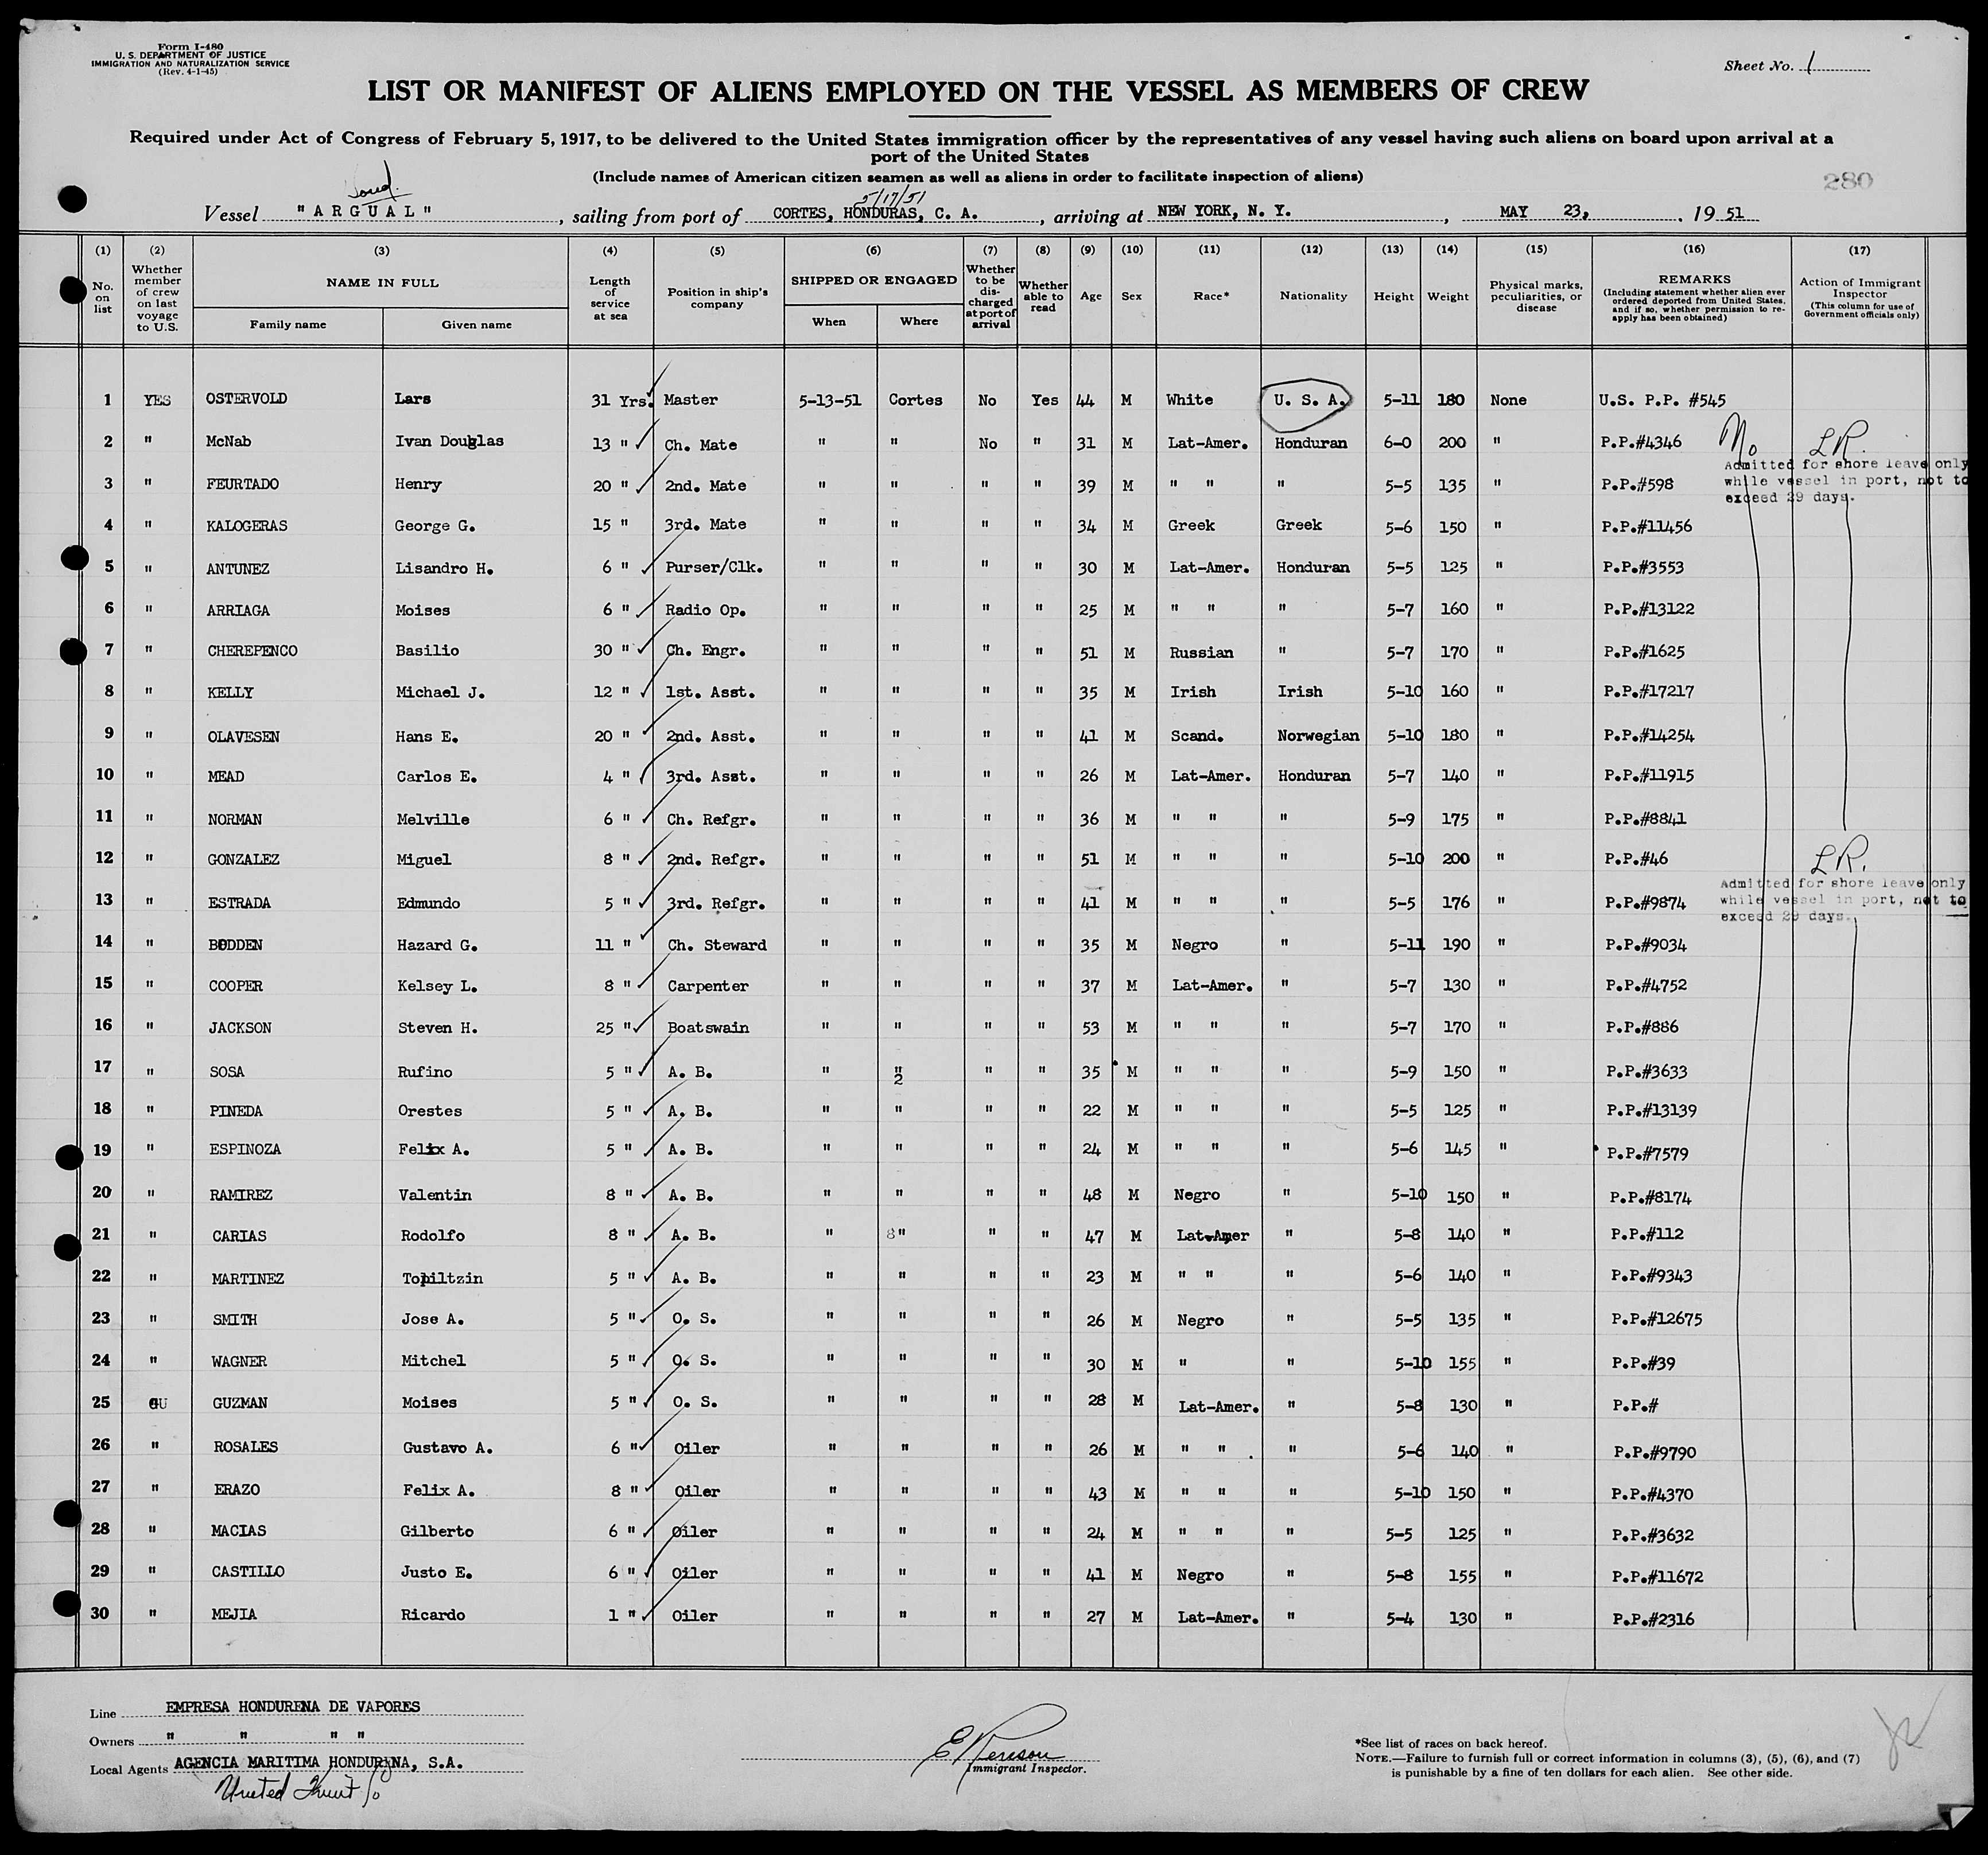 Form I-480
U. S. DEPARTMENT OF JUSTICE
IMMIGRATION AND NATURALIZATION SERVICE
(Rev. 4-1-45)
Sheet No. 1
LIST OR MANIFEST OF ALIENS EMPLOYED ON THE VESSEL AS MEMBERS OF CREW
Required under Act of Congress of February 5, 1917, to be delivered to the United States immigration officer by the representatives of any vessel having such aliens on board upon arrival at a
port of the United States
(Include names of American citizen seamen as well as aliens in order to facilitate inspection of aliens)
280
5/17/51
Vessel "ARGUAL", sailing from port of CORTES, HONDURAS, C. A., arriving at NEW YORK, N. Y., MAY 23, 1951
(1) (2) (3) (4) (5) (6) (7) (8) (9) (10) (11) (12) (13) (14) (15) (16) (17)
No. on list
Whether member of crew on last voyage to U.S.
NAME IN FULL
Family name Given name
Length of service at sea
Position in ship's company
SHIPPED OR ENGAGED
When Where
Whether to be discharged at port of arrival
Whether able to read
Age
Sex
Race*
Nationality
Height
Weight
Physical marks, peculiarities, or disease
REMARKS
(Including statement whether alien ever ordered deported from United States, and if so, whether permission to re-apply has been obtained)
Action of Immigrant Inspector
(This column for use of Government officials only)
1 YES OSTERVOLD Lars 31 Yrs. Master 5-13-51 Cortes No Yes 44 M White U. S. A. 5-11 180 None U.S. P.P. #545
2 " McNab Ivan Douglas 13 " Ch. Mate " " No " 31 M Lat-Amer. Honduran 6-0 200 " P.P.#4346 No LR.
Admitted for shore leave only
while vessel in port, not to
exceed 29 days.
3 " FEURTADO Henry 20 " 2nd. Mate " " " " 39 M " " " 5-5 135 " P.P.#598
4 " KALOGERAS George G. 15 " 3rd. Mate " " " " 34 M Greek Greek 5-6 150 " P.P.#11456
5 " ANTUNEZ Lisandro H. 6 " Purser/Clk. " " " " 30 M Lat-Amer. Honduran 5-5 125 " P.P.#3553
6 " ARRIAGA Moises 6 " Radio Op. " " " " 25 M " " " 5-7 160 " P.P.#13122
7 " CHEREPENCO Basilio 30 " Ch. Engr. " " " " 51 M Russian " 5-7 170 " P.P.#1625
8 " KELLY Michael J. 12 " 1st. Asst. " " " " 35 M Irish Irish 5-10 160 " P.P.#17217
9 " OLAVESEN Hans E. 20 " 2nd. Asst. " " " " 41 M Scand. Norwegian 5-10 180 " P.P.#14254
10 " MEAD Carlos E. 4 " 3rd. Asst. " " " " 26 M Lat-Amer. Honduran 5-7 140 " P.P.#11915
11 " NORMAN Melville 6 " Ch. Refgr. " " " " 36 M " " " 5-9 175 " P.P.#8841
12 " GONZALEZ Miguel 8 " 2nd. Refgr. " " " " 51 M " " " 5-10 200 " P.P.#46 LR.
Admitted for shore leave only
while vessel in port, not to
exceed 29 days.
13 " ESTRADA Edmundo 5 " 3rd. Refgr. " " " " 41 M " " " 5-5 176 " P.P.#9874
14 " BODDEN Hazard G. 11 " Ch. Steward " " " " 35 M Negro " 5-11 190 " P.P.#9034
15 " COOPER Kelsey L. 8 " Carpenter " " " " 37 M Lat-Amer. " 5-7 130 " P.P.#4752
16 " JACKSON Steven H. 25 " Boatswain " " " " 53 M " " " 5-7 170 " P.P.#886
17 " SOSA Rufino 5 " A. B. " " 2 " " 35 M " " " 5-9 150 " P.P.#3633
18 " PINEDA Orestes 5 " A. B. " " " " 22 M " " " 5-5 125 " P.P.#13139
19 " ESPINOZA Felix A. 5 " A. B. " " " " 24 M " " " 5-6 145 " P.P.#7579
20 " RAMIREZ Valentin 8 " A. B. " " " " 48 M Negro " 5-10 150 " P.P.#8174
21 " CARIAS Rodolfo 8 " A. B. " 8" " " 47 M Lat-Amer " 5-8 140 " P.P.#112
22 " MARTINEZ Topiltzin 5 " A. B. " " " " 23 M " " " 5-6 140 " P.P.#9343
23 " SMITH Jose A. 5 " O. S. " " " " 26 M Negro " 5-5 135 " P.P.#12675
24 " WAGNER Mitchel 5 " O. S. " " " " 30 M " " 5-10 155 " P.P.#39
25 GU GUZMAN Moises 5 " O. S. " " " " 28 M Lat-Amer. " 5-8 130 " P.P.#
26 " ROSALES Gustavo A. 6 " Oiler " " " " 26 M " " " 5-6 140 " P.P.#9790
27 " ERAZO Felix A. 8 " Oiler " " " " 43 M " " " 5-10 150 " P.P.#4370
28 " MACIAS Gilberto 6 " Oiler " " " " 24 M " " " 5-5 125 " P.P.#3632
29 " CASTILLO Justo E. 6 " Oiler " " " " 41 M Negro " 5-8 155 " P.P.#11672
30 " MEJIA Ricardo 1 " Oiler " " " " 27 M Lat-Amer. " 5-4 130 " P.P.#2316
Line EMPRESA HONDURENA DE VAPORES
Owners " " " "
Local Agents AGENCIA MARITIMA HONDURENA, S.A.
United Fruit Co
Immigrant Inspector.
*See list of races on back hereof.
NOTE.—Failure to furnish full or correct information in columns (3), (5), (6), and (7)
is punishable by a fine of ten dollars for each alien. See other side.